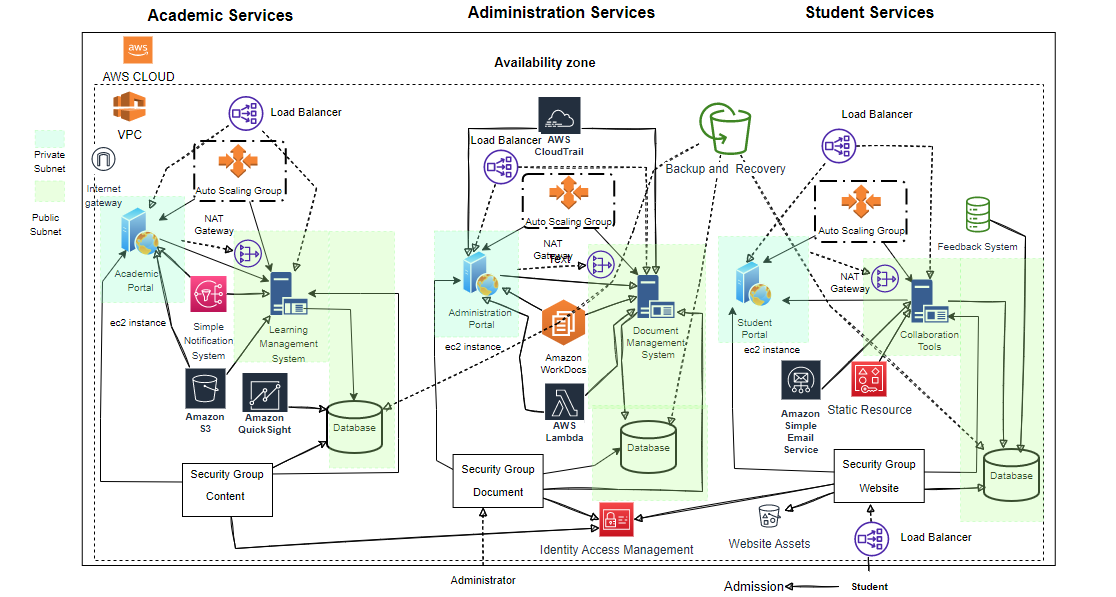 Academic Services
Adiministration Services
Student Services
aws
AWS CLOUD
Availability zone
VPC
Load Balancer
Load Balancer
AWS
CloudTrail
Load Balancer
Private
Subnet
Internet
gateway
Public
Subnet
Auto Scaling Group
Auto Scaling Group
Backup and Recovery
Auto Scaling Group
Feedback System
NAT
Gateway
NAT
Gateway
Text
NAT
Gateway
Academic
Portal
ec2 instance
Simple
Notification
System
Learning
Management
System
Administration
Portal
ec2 instance
Amazon
WorkDocs
Document
Management
System
Student
Portal
ec2 instance
Collaboration
Tools
Amazon
S3
Amazon
QuickSight
Database
AWS
Lambda
Database
Amazon
Simple
Email
Service
Static Resource
Database
Security Group
Content
Security Group
Document
Security Group
Website
Identity Access Management
Website Assets
Load Balancer
Administrator
Admission
Student